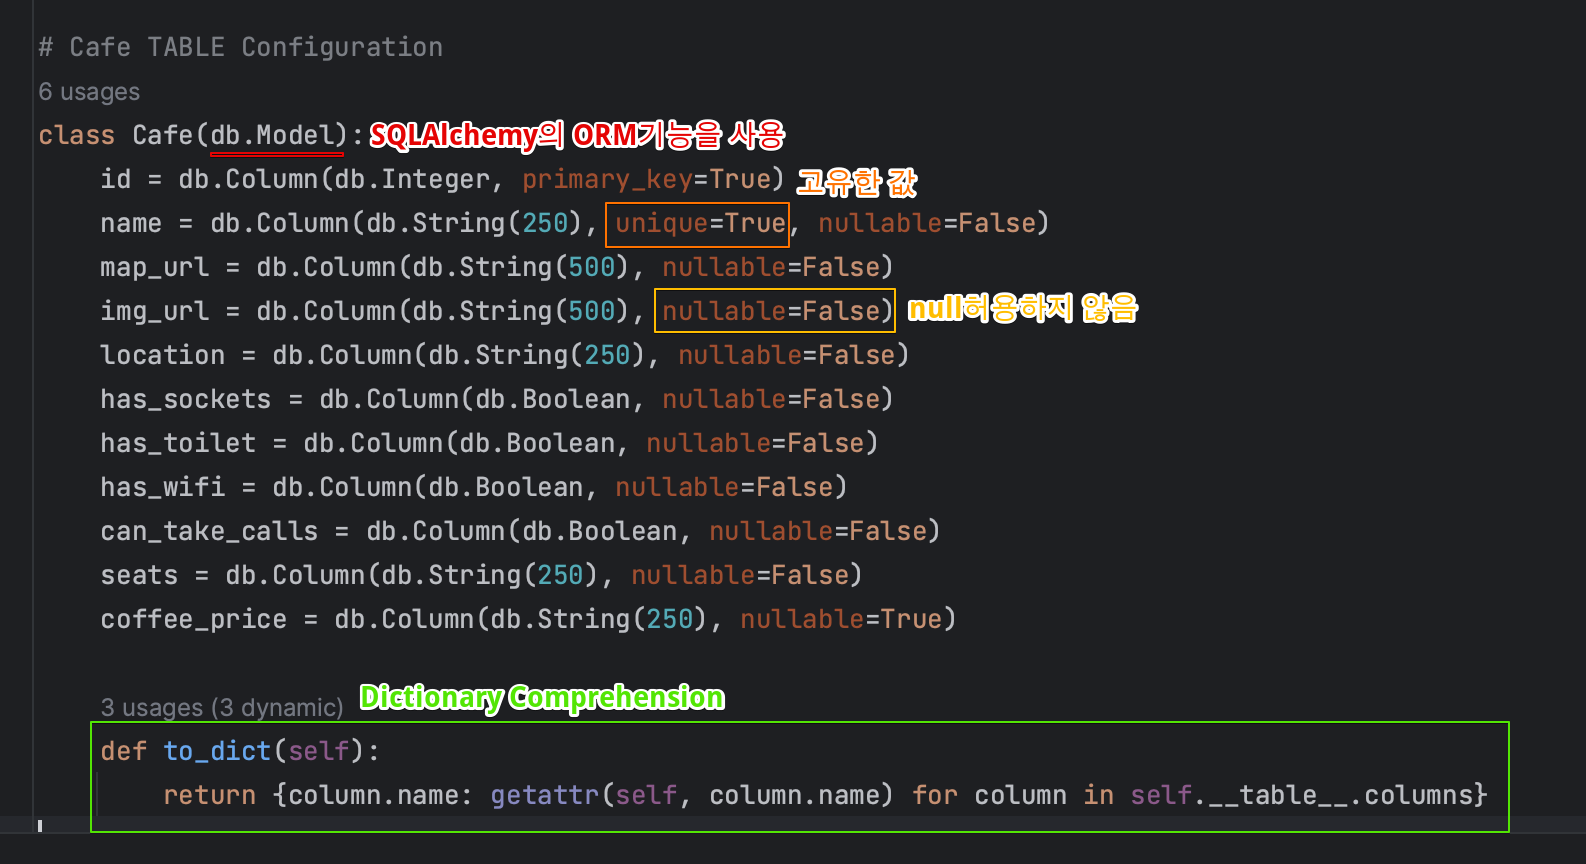 # Cafe TABLE Configuration
6 usages
class Cafe(db.Model): SQLAlchemy의 ORM기능을 사용
id = db.Column(db.Integer, primary_key=True) 고유한 값
name = db.Column(db.String(250), unique=True, nullable=False)
map_url = db.Column(db.String(500), nullable=False)
img_url = db.Column(db.String(500), nullable=False) null허용하지 않음
location = db.Column(db.String(250), nullable=False)
has_sockets = db.Column(db.Boolean, nullable=False)
has_toilet = db.Column(db.Boolean, nullable=False)
has_wifi = db.Column(db.Boolean, nullable=False)
can_take_calls = db.Column(db.Boolean, nullable=False)
seats = db.Column(db.String(250), nullable=False)
coffee_price = db.Column(db.String(250), nullable=True)
3 usages (3 dynamic) Dictionary Comprehension
def to_dict(self):
return {column.name: getattr(self, column.name) for column in self.__table__.columns}